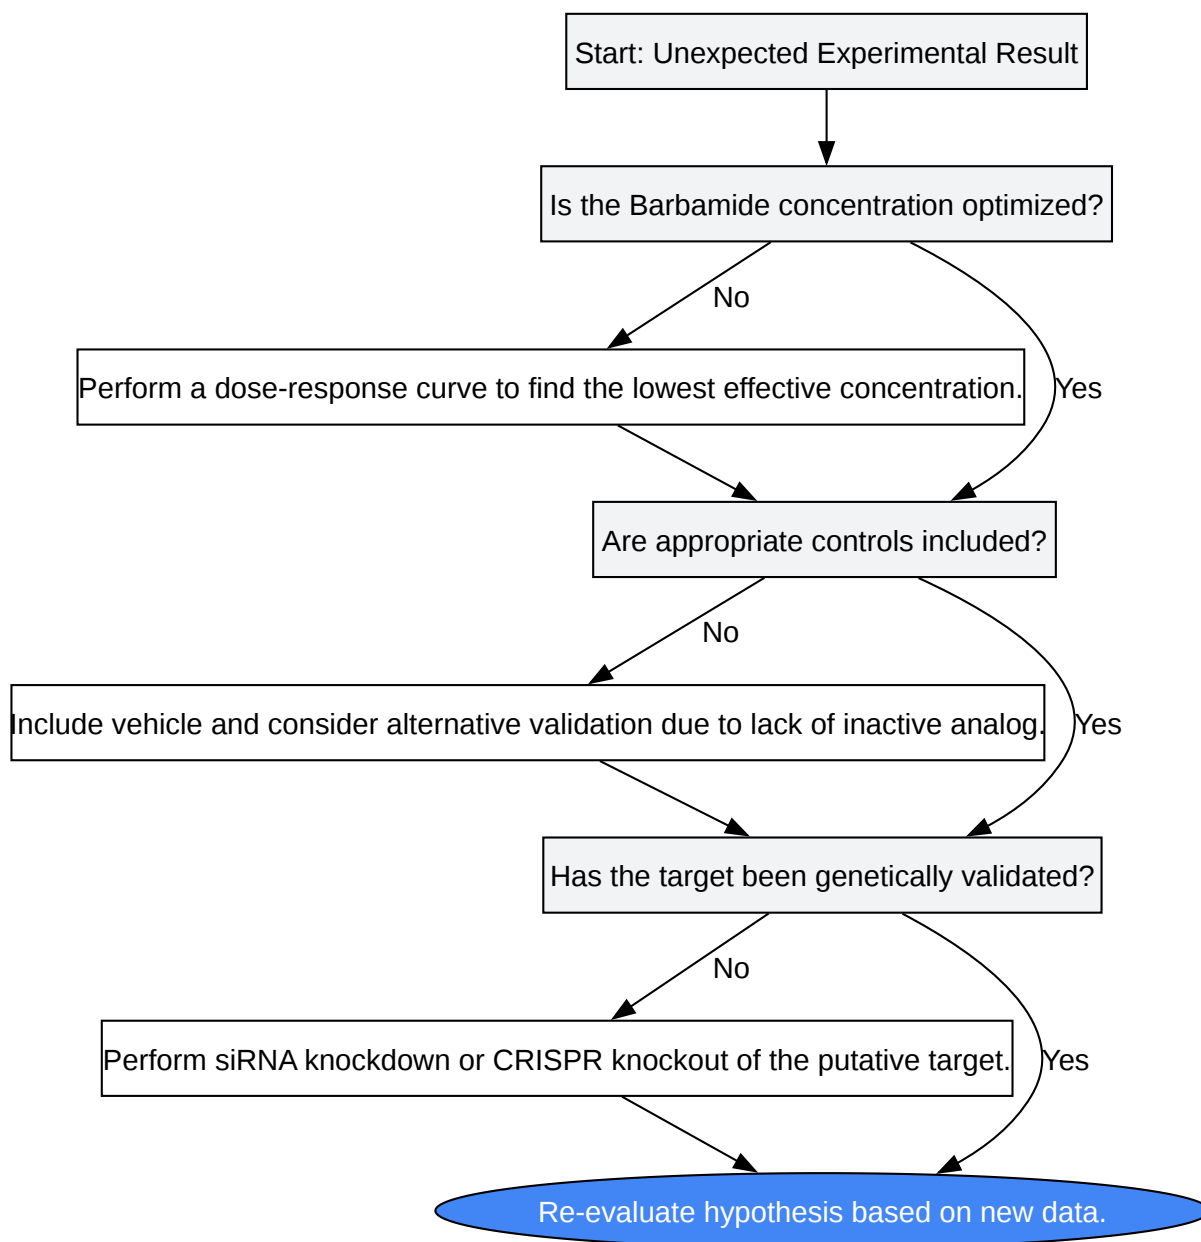 Start: Unexpected Experimental Result
Is the Barbamide concentration optimized?
No
Perform a dose-response curve to find the lowest effective concentration.
Yes
Are appropriate controls included?
No
Include vehicle and consider alternative validation due to lack of inactive analog.
Yes
Has the target been genetically validated?
No
Perform siRNA knockdown or CRISPR knockout of the putative target.
Yes
Re-evaluate hypothesis based on new data.